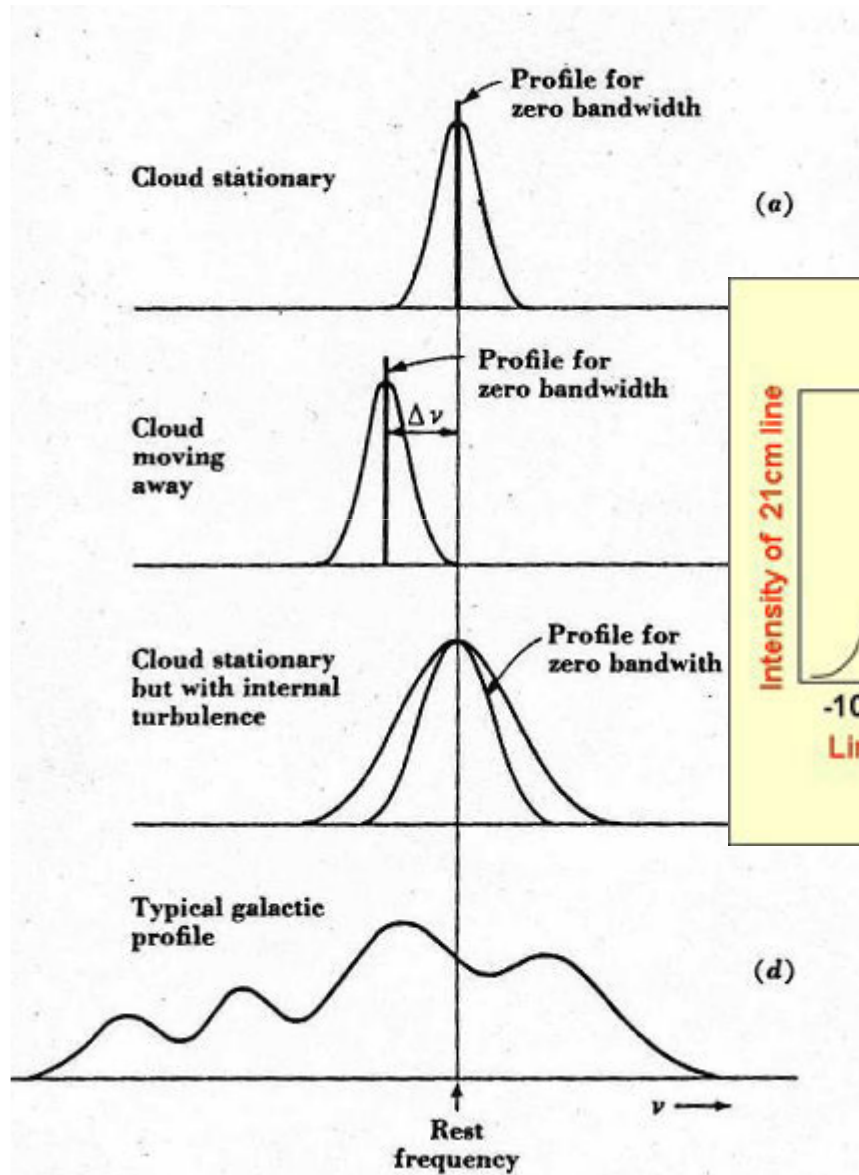 Profile for
zero bandwidth
Cloud stationary
(a)
Profile for
zero bandwidth
Δν
Cloud
moving
away
Intensity of 21cm line
-10
Profile for
zero bandwith
Cloud stationary
but with internal
turbulence
Typical galactic
profile
(d)
ν
Rest
frequency